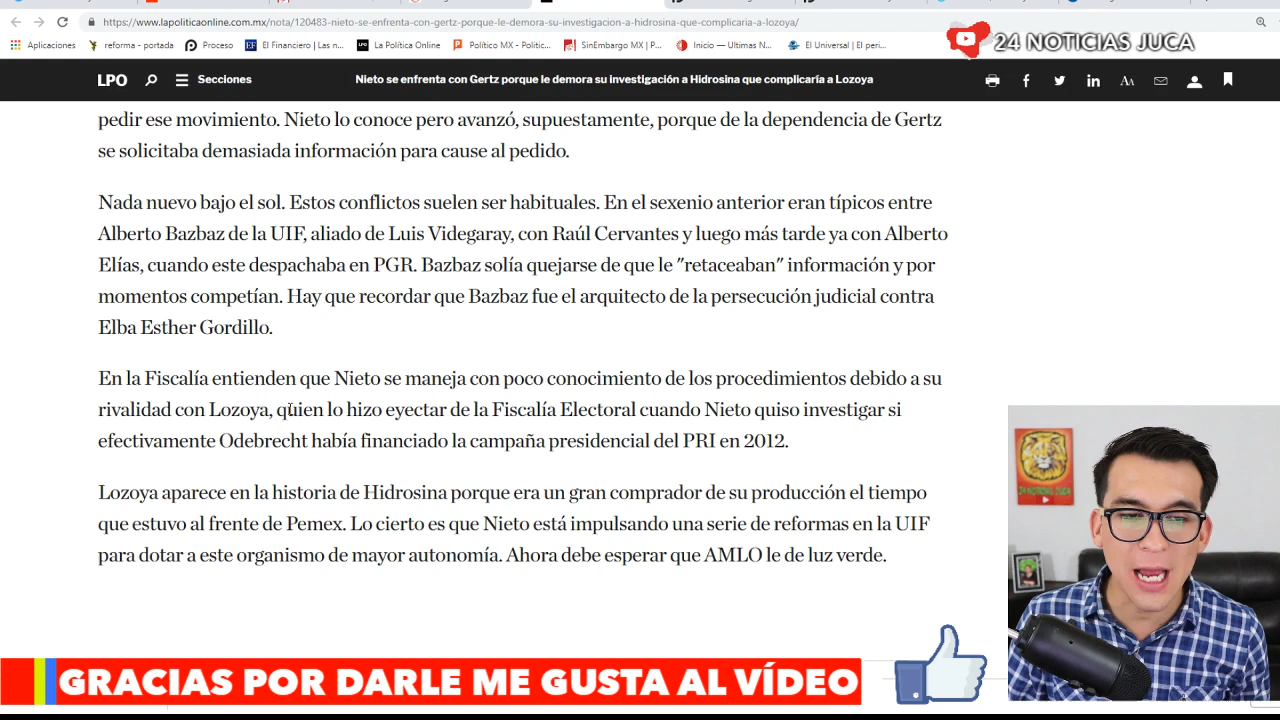 https://www.lapoliticaonline.com.mx/nota/120483-nieto-se-enfrenta-con-gertz-porque-le-demora-su-investigacion-a-hidrosina-que-complicaria-a-lozoya/
Aplicaciones reforma - portada Proceso El Financiero | Las n... La Política Online Político MX - Politic... SinEmbargo MX | P... Inicio — Ultimas N... El Universal | El peri...
24 NOTICIAS JUCA
LPO Secciones Nieto se enfrenta con Gertz porque le demora su investigación a Hidrosina que complicaría a Lozoya
pedir ese movimiento. Nieto lo conoce pero avanzó, supuestamente, porque de la dependencia de Gertz
se solicitaba demasiada información para cause al pedido.
Nada nuevo bajo el sol. Estos conflictos suelen ser habituales. En el sexenio anterior eran típicos entre
Alberto Bazbaz de la UIF, aliado de Luis Videgaray, con Raúl Cervantes y luego más tarde ya con Alberto
Elías, cuando este despachaba en PGR. Bazbaz solía quejarse de que le "retaceaban" información y por
momentos competían. Hay que recordar que Bazbaz fue el arquitecto de la persecución judicial contra
Elba Esther Gordillo.
En la Fiscalía entienden que Nieto se maneja con poco conocimiento de los procedimientos debido a su
rivalidad con Lozoya, quien lo hizo eyectar de la Fiscalía Electoral cuando Nieto quiso investigar si
efectivamente Odebrecht había financiado la campaña presidencial del PRI en 2012.
Lozoya aparece en la historia de Hidrosina porque era un gran comprador de su producción el tiempo
que estuvo al frente de Pemex. Lo cierto es que Nieto está impulsando una serie de reformas en la UIF
para dotar a este organismo de mayor autonomía. Ahora debe esperar que AMLO le de luz verde.
24 NOTICIAS JUCA
GRACIAS POR DARLE ME GUSTA AL VÍDEO